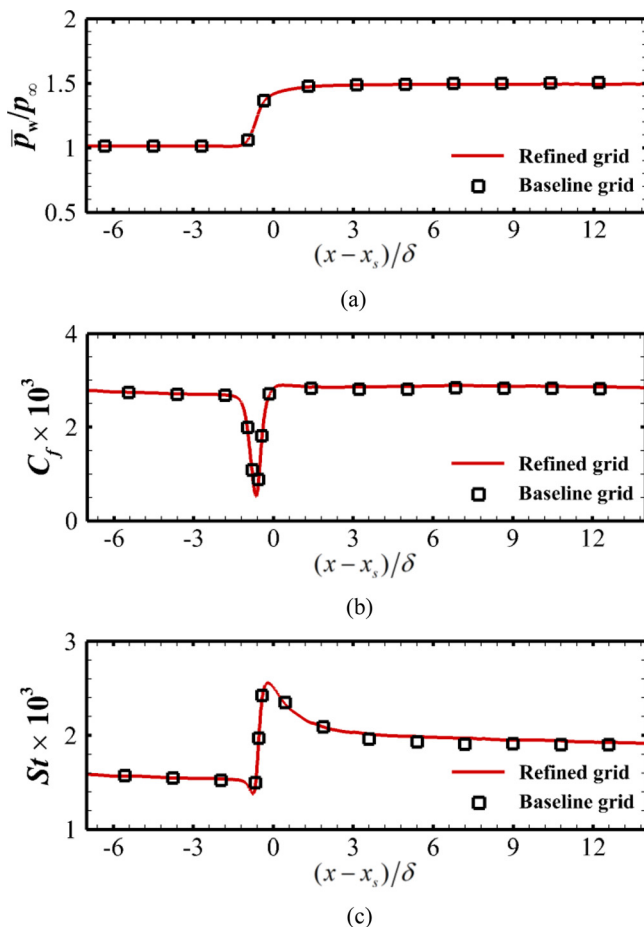 2
1.5
1
0.5
p̅w/p∞
Refined grid
Baseline grid
-6 -3 0 3 6 9 12
(x−xs)/δ
(a)
4
3
2
1
0
Cf × 10³
Refined grid
Baseline grid
-6 -3 0 3 6 9 12
(x−xs)/δ
(b)
3
2
1
St × 10³
Refined grid
Baseline grid
-6 -3 0 3 6 9 12
(x−xs)/δ
(c)